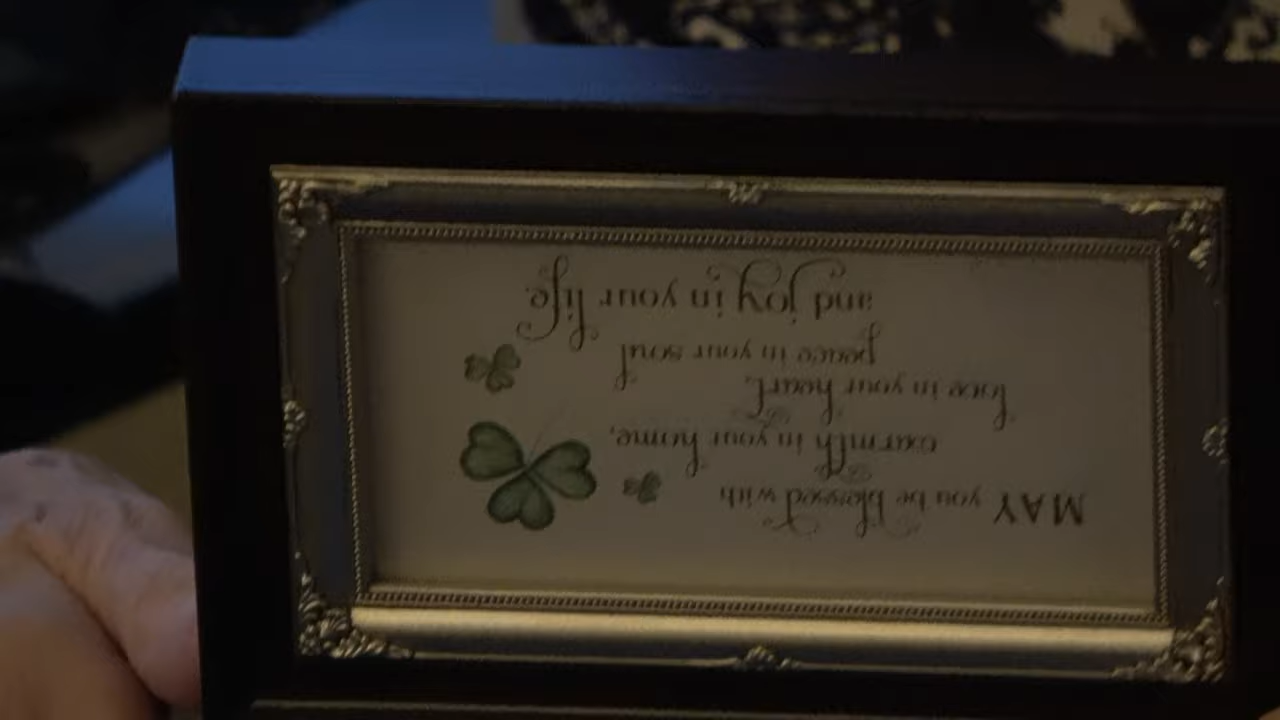 MAY you be blessed with
warmth in your home,
love in your heart,
peace in your soul
and joy in your life.